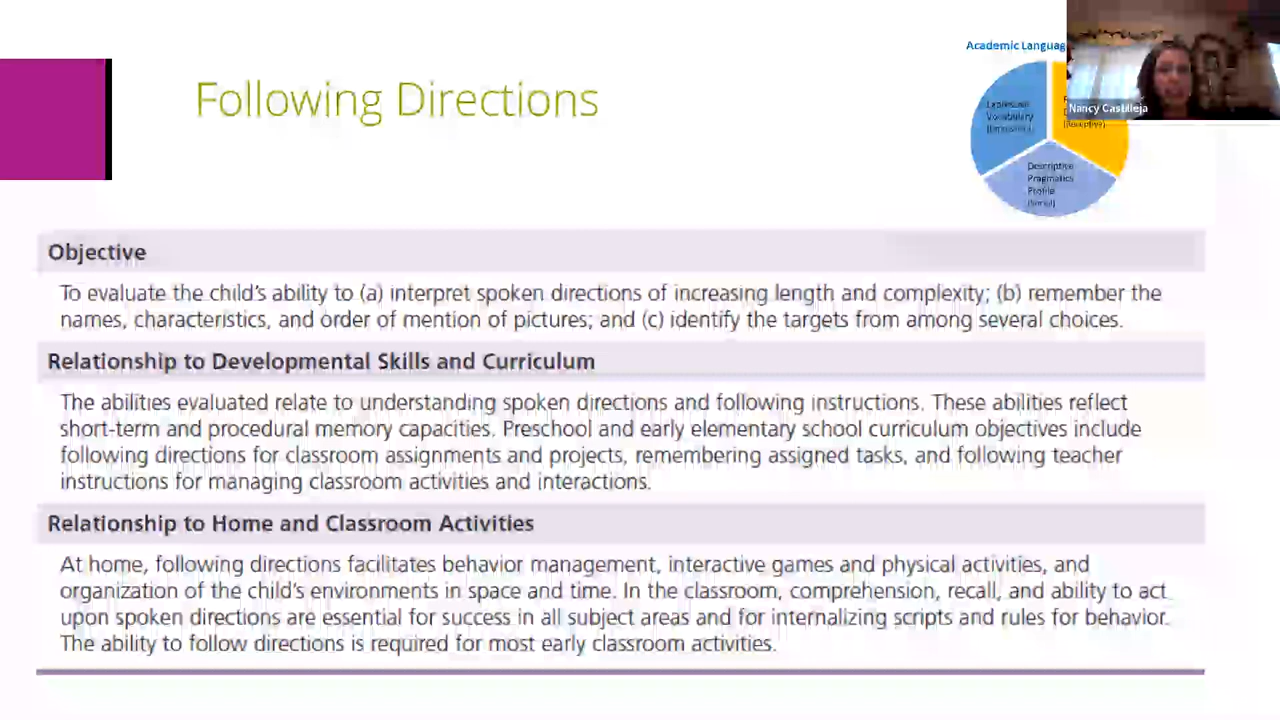 Following Directions
Academic Languag
Nancy Castilleja
Vocabulary
(Receptive)
Descriptive
Pragmatics
Profile
(Social)
Objective
To evaluate the child's ability to (a) interpret spoken directions of increasing length and complexity; (b) remember the
names, characteristics, and order of mention of pictures; and (c) identify the targets from among several choices.
Relationship to Developmental Skills and Curriculum
The abilities evaluated relate to understanding spoken directions and following instructions. These abilities reflect
short-term and procedural memory capacities. Preschool and early elementary school curriculum objectives include
following directions for classroom assignments and projects, remembering assigned tasks, and following teacher
instructions for managing classroom activities and interactions.
Relationship to Home and Classroom Activities
At home, following directions facilitates behavior management, interactive games and physical activities, and
organization of the child's environments in space and time. In the classroom, comprehension, recall, and ability to act
upon spoken directions are essential for success in all subject areas and for internalizing scripts and rules for behavior.
The ability to follow directions is required for most early classroom activities.